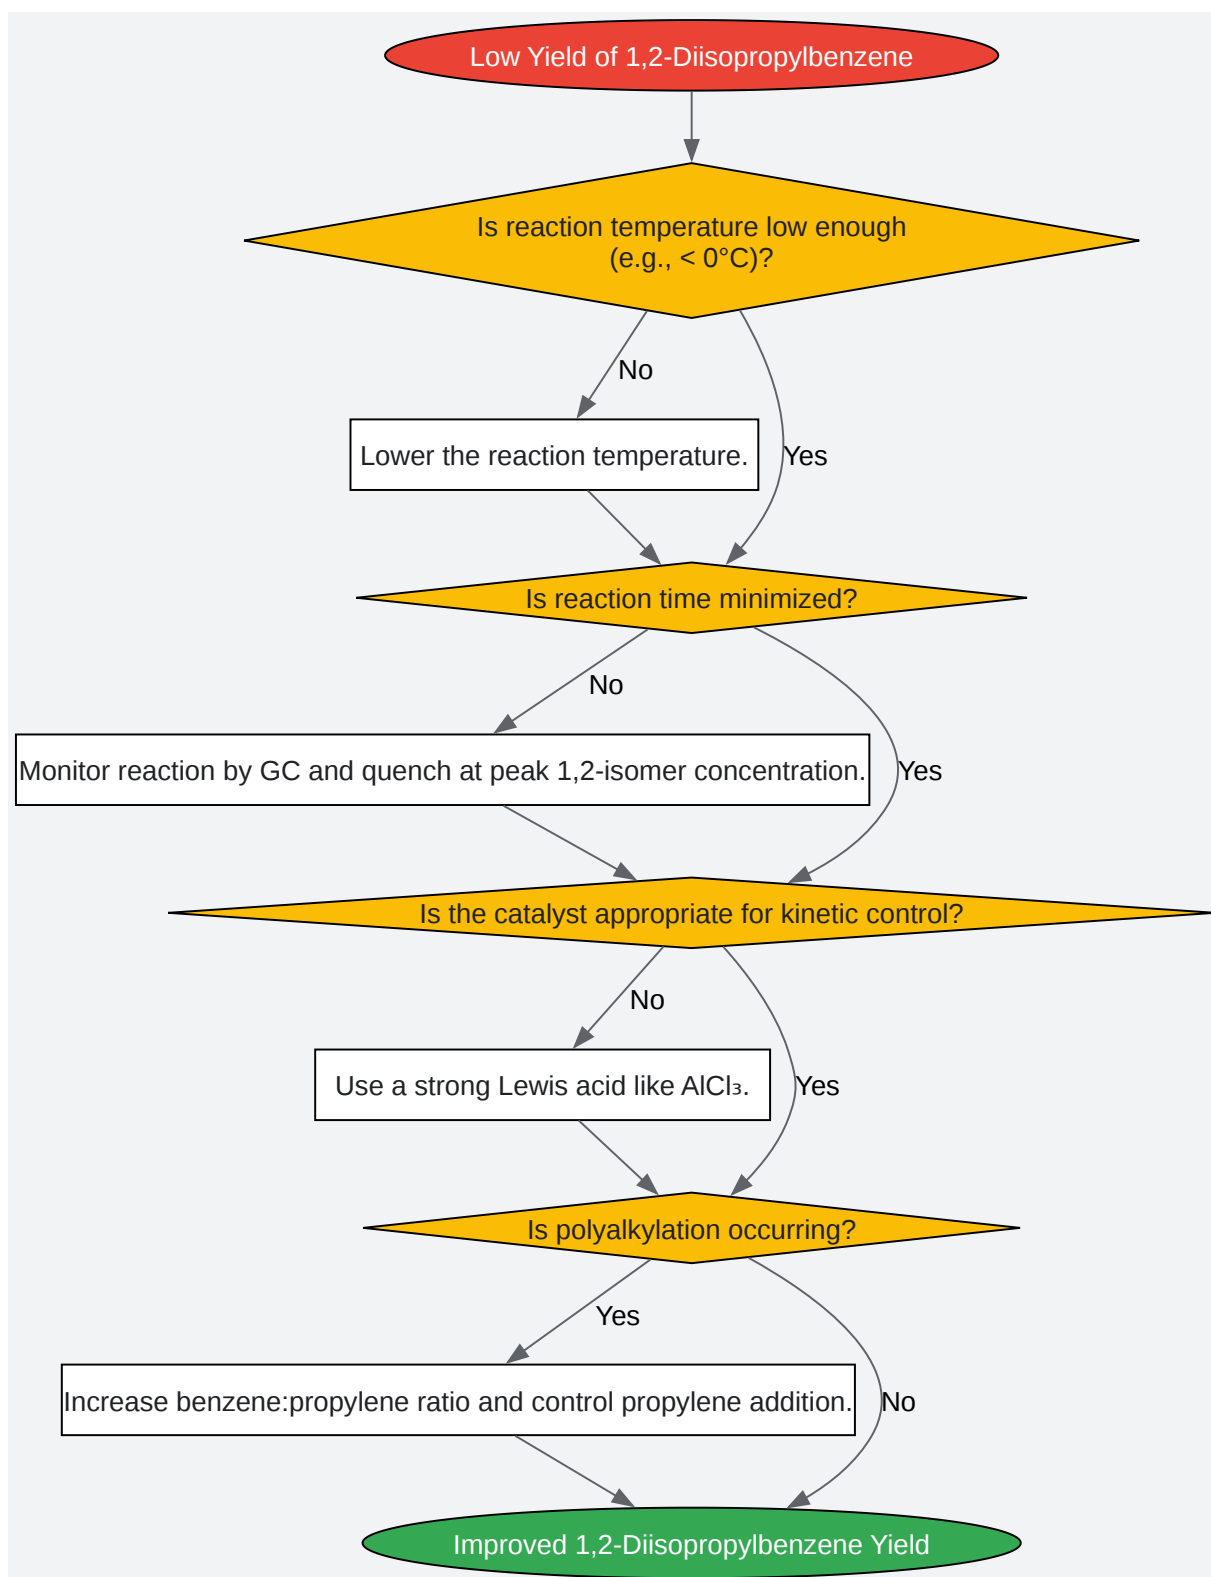 Low Yield of 1,2-Diisopropylbenzene
Is reaction temperature low enough
(e.g., < 0°C)?
No
Lower the reaction temperature.
Yes
Is reaction time minimized?
No
Monitor reaction by GC and quench at peak 1,2-isomer concentration.
Yes
Is the catalyst appropriate for kinetic control?
No
Use a strong Lewis acid like AlCl₃.
Yes
Is polyalkylation occurring?
Yes
Increase benzene:propylene ratio and control propylene addition.
No
Improved 1,2-Diisopropylbenzene Yield